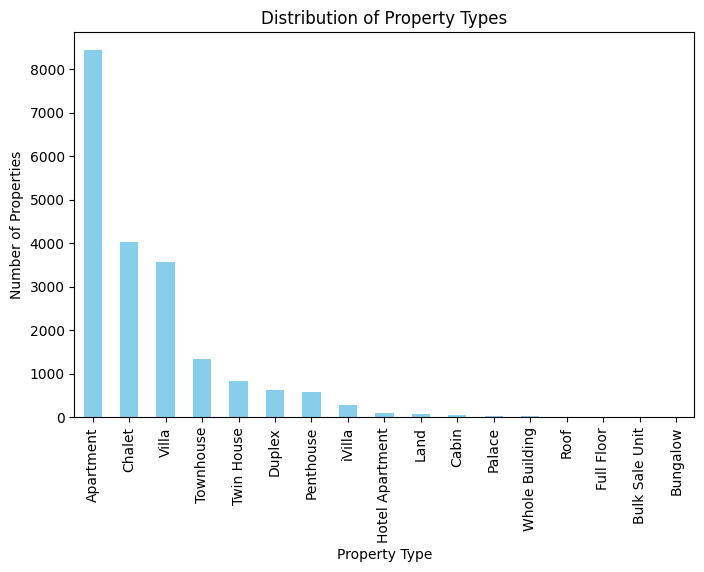 Distribution of Property Types
Number of Properties
8000
7000
6000
5000
4000
3000
2000
1000
0
Apartment
Chalet
Villa
Townhouse
Twin House
Duplex
Penthouse
iVilla
Hotel Apartment
Land
Cabin
Palace
Whole Building
Roof
Full Floor
Bulk Sale Unit
Bungalow
Property Type